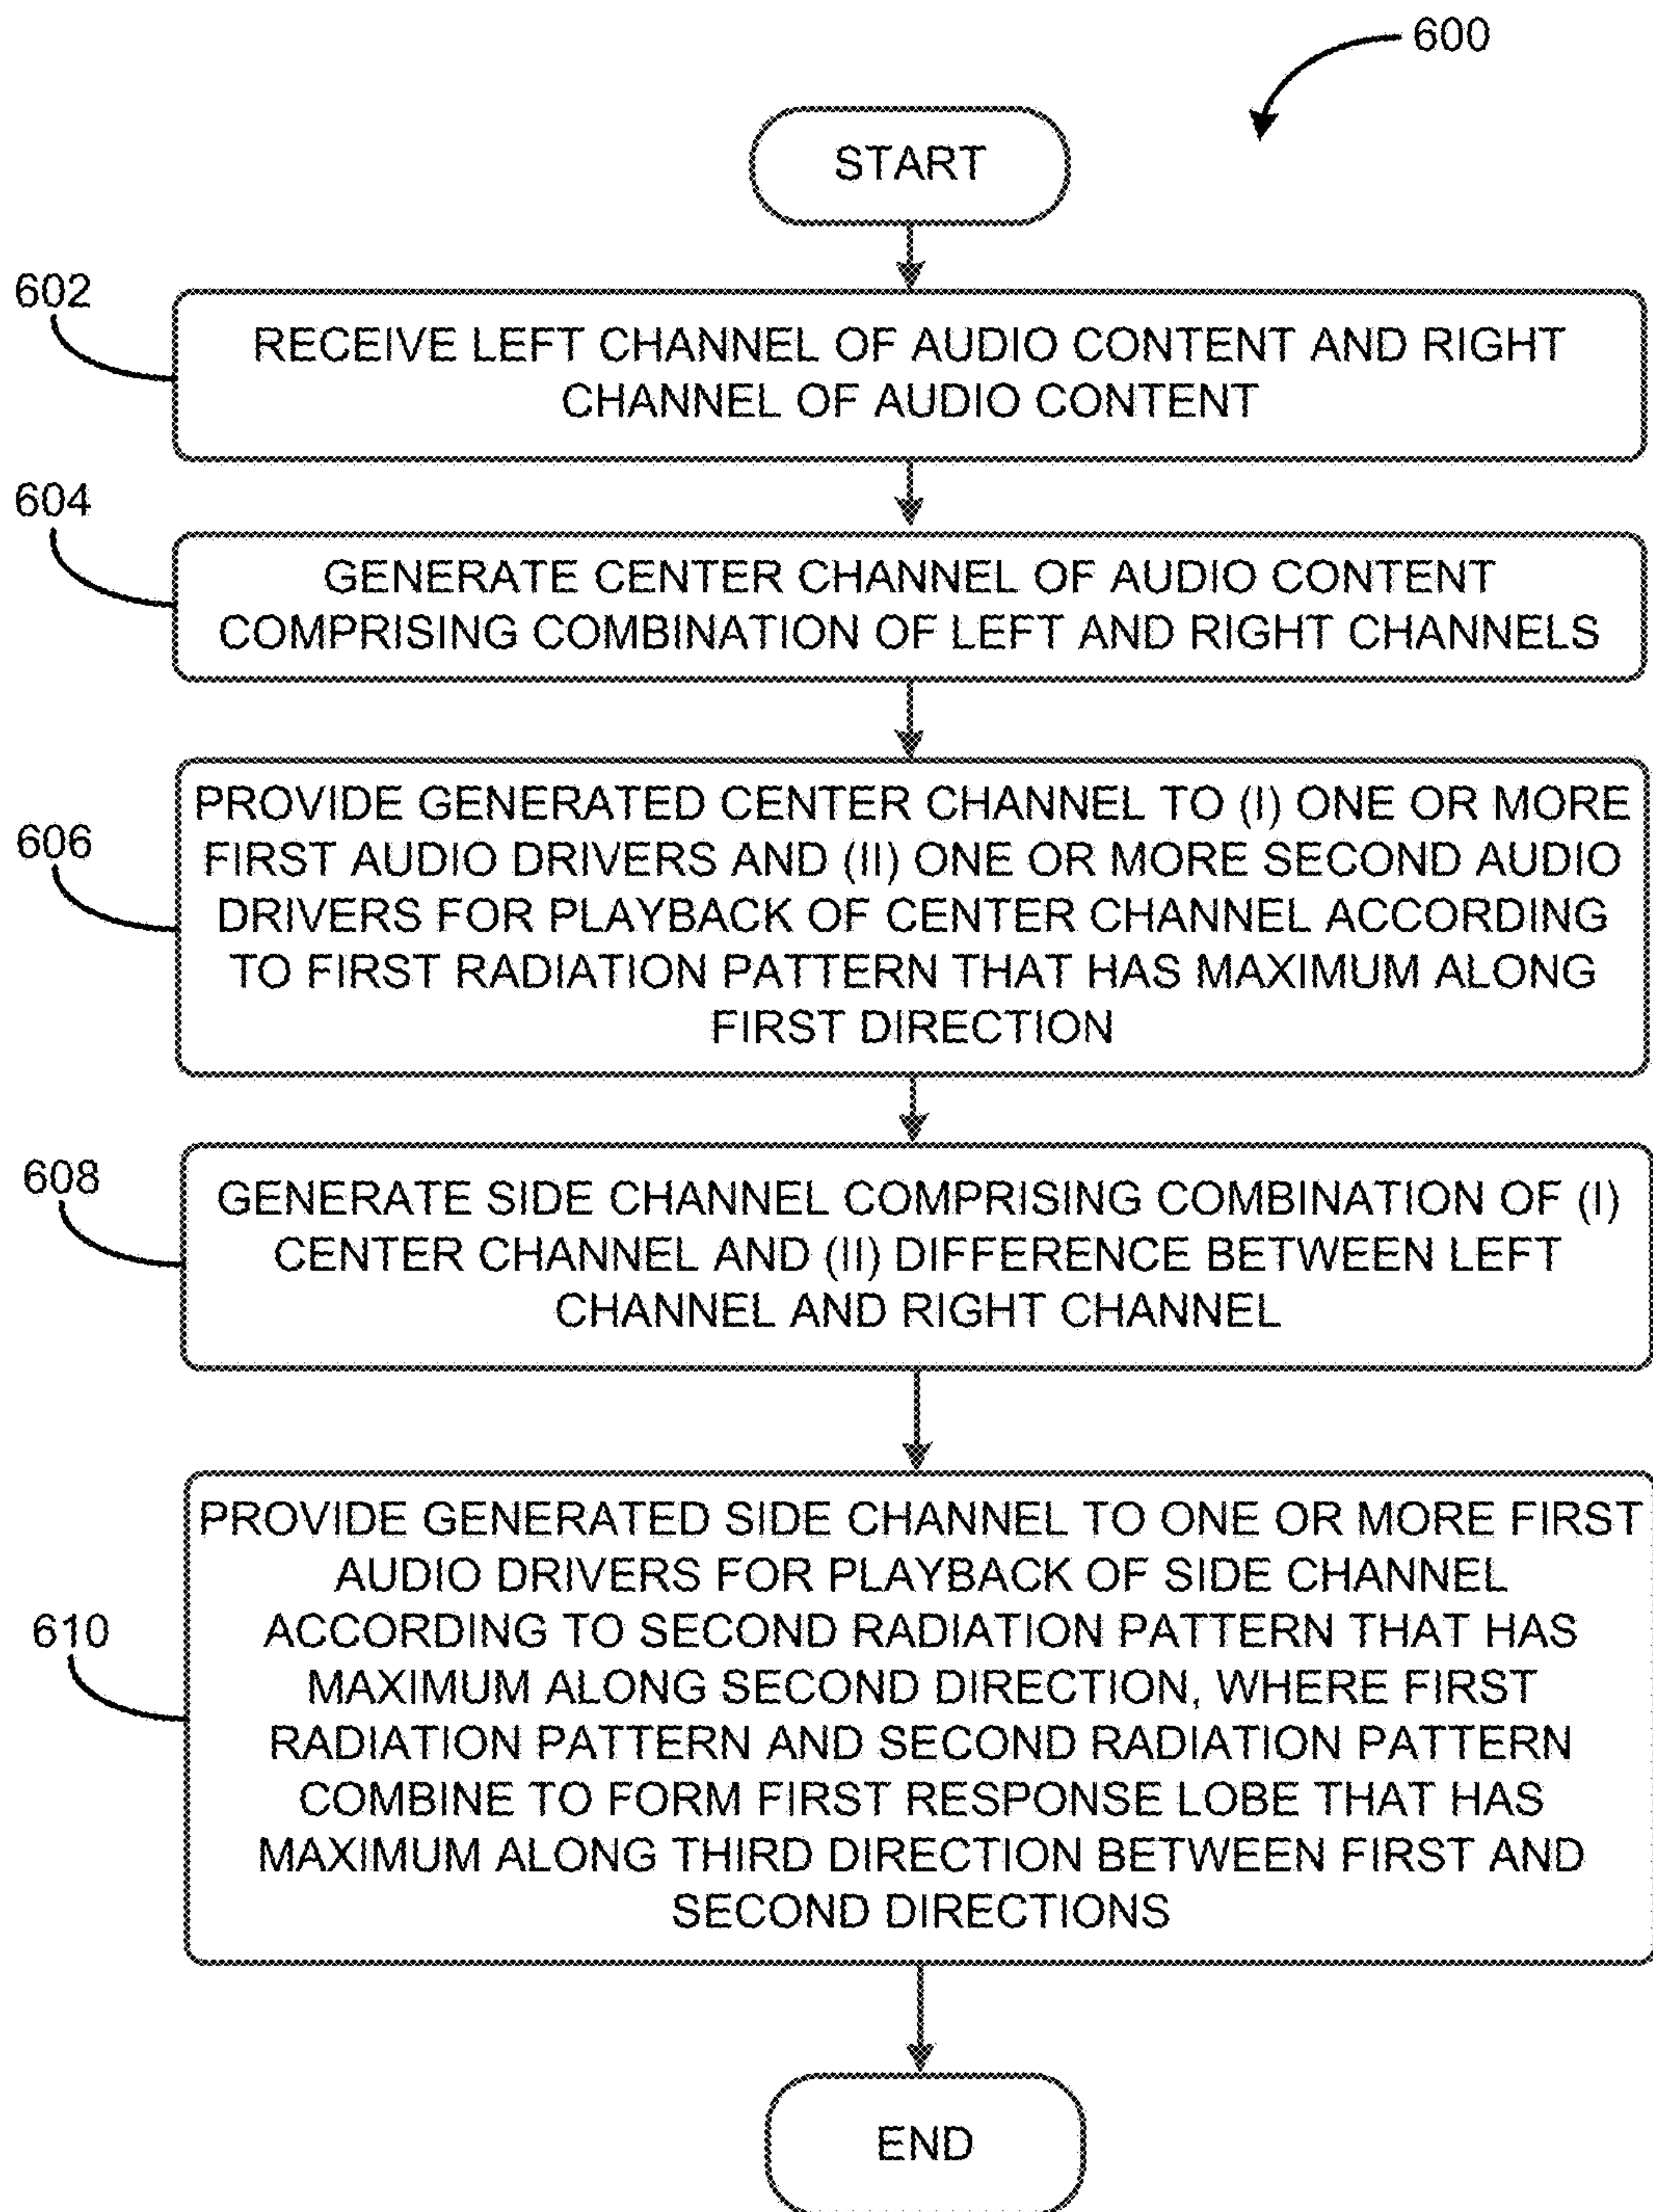 600
START
602
RECEIVE LEFT CHANNEL OF AUDIO CONTENT AND RIGHT
CHANNEL OF AUDIO CONTENT
604
GENERATE CENTER CHANNEL OF AUDIO CONTENT
COMPRISING COMBINATION OF LEFT AND RIGHT CHANNELS
606
PROVIDE GENERATED CENTER CHANNEL TO (I) ONE OR MORE
FIRST AUDIO DRIVERS AND (II) ONE OR MORE SECOND AUDIO
DRIVERS FOR PLAYBACK OF CENTER CHANNEL ACCORDING
TO FIRST RADIATION PATTERN THAT HAS MAXIMUM ALONG
FIRST DIRECTION
608
GENERATE SIDE CHANNEL COMPRISING COMBINATION OF (I)
CENTER CHANNEL AND (II) DIFFERENCE BETWEEN LEFT
CHANNEL AND RIGHT CHANNEL
610
PROVIDE GENERATED SIDE CHANNEL TO ONE OR MORE FIRST
AUDIO DRIVERS FOR PLAYBACK OF SIDE CHANNEL
ACCORDING TO SECOND RADIATION PATTERN THAT HAS
MAXIMUM ALONG SECOND DIRECTION, WHERE FIRST
RADIATION PATTERN AND SECOND RADIATION PATTERN
COMBINE TO FORM FIRST RESPONSE LOBE THAT HAS
MAXIMUM ALONG THIRD DIRECTION BETWEEN FIRST AND
SECOND DIRECTIONS
END